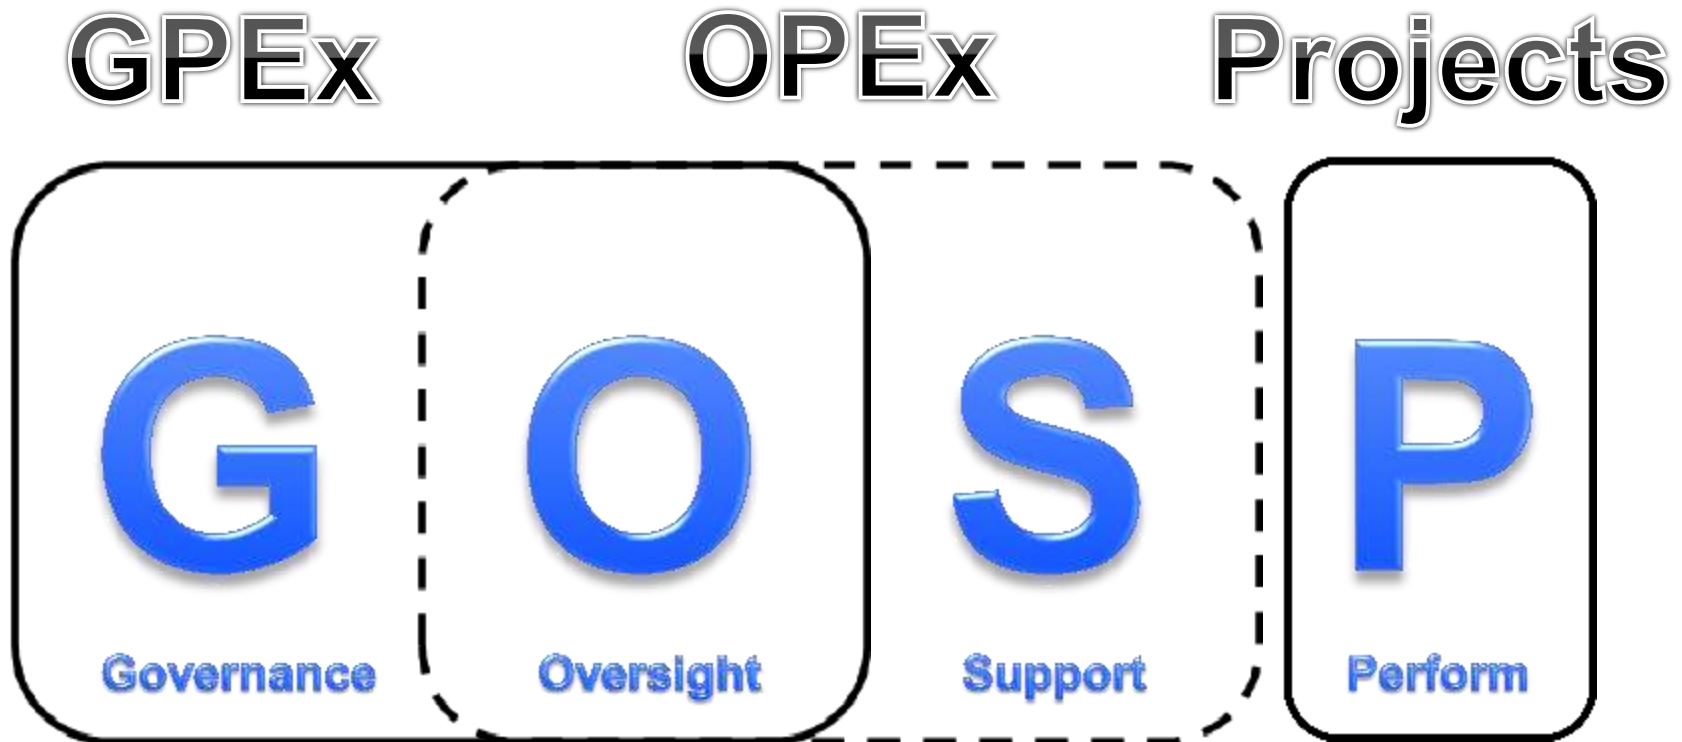 GPEx OPEx Projects
G O S P
Governance Oversight Support Perform